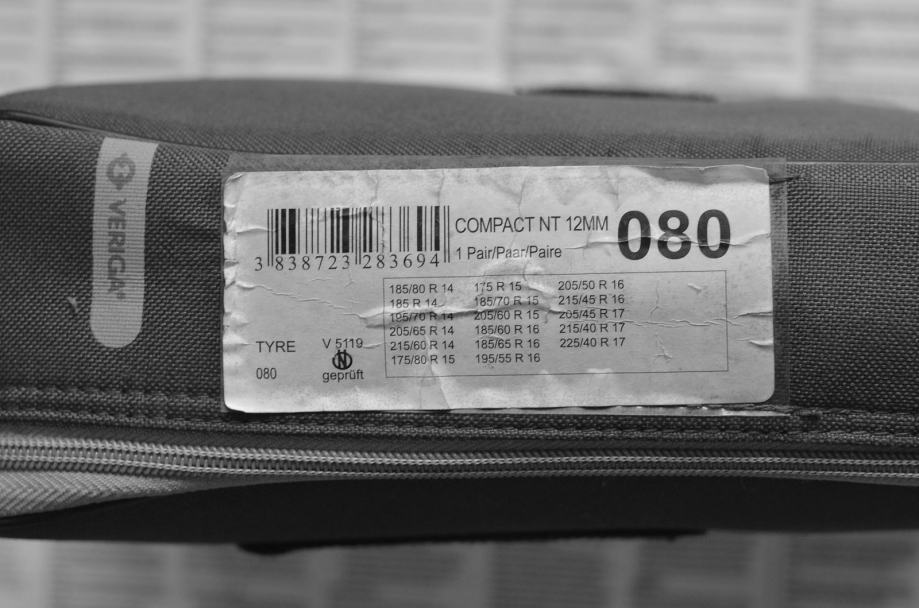 VERIGA
COMPACT NT 12MM 080
3 838723 283694
1 Pair/Paar/Paire
185/80 R 14 175 R 15 205/50 R 16
185 R 14 185/70 R 15 215/45 R 16
195/70 R 14 205/60 R 15 205/45 R 17
205/65 R 14 185/60 R 16 215/40 R 17
215/60 R 14 185/65 R 16 225/40 R 17
175/80 R 15 195/55 R 16
TYRE V 5119
080 geprüft